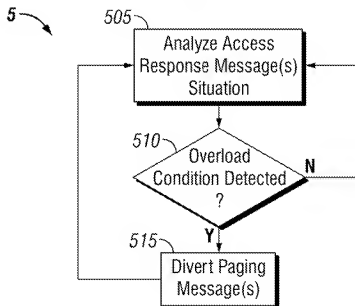 5
505
Analyze Access
Response Message(s)
Situation
510
Overload
Condition Detected
?
N
Y
515
Divert Paging
Message(s)